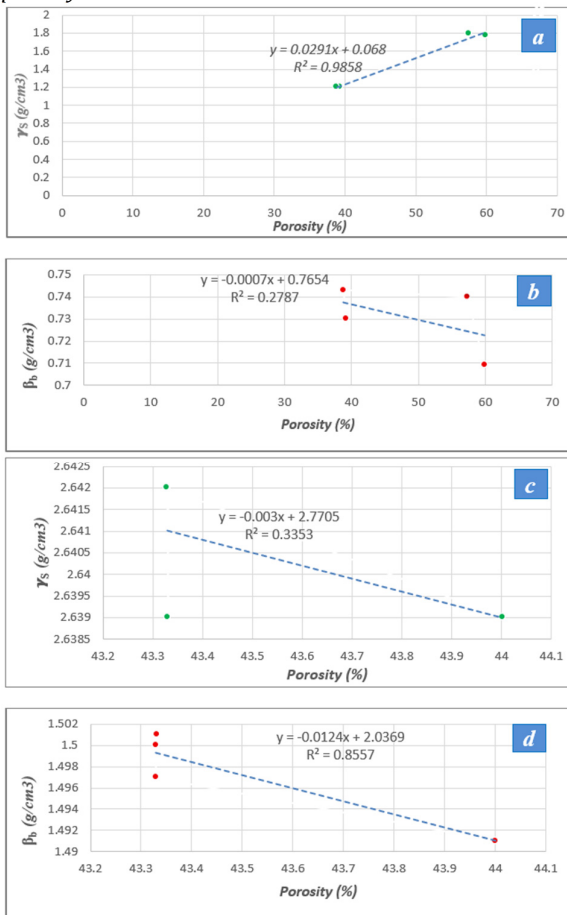 a
2
1.8
1.6
1.4
1.2
1
0.8
0.6
0.4
0.2
0
γS (g/cm3)
y = 0.0291x + 0.068
R² = 0.9858
0 10 20 30 40 50 60 70
Porosity (%)
b
0.75
0.74
0.73
0.72
0.71
0.7
βb (g/cm3)
y = -0.0007x + 0.7654
R² = 0.2787
0 10 20 30 40 50 60 70
Porosity (%)
c
2.6425
2.642
2.6415
2.641
2.6405
2.64
2.6395
2.639
2.6385
γS (g/cm3)
y = -0.003x + 2.7705
R² = 0.3353
43.2 43.3 43.4 43.5 43.6 43.7 43.8 43.9 44 44.1
Porosity (%)
d
1.502
1.5
1.498
1.496
1.494
1.492
1.49
βb (g/cm3)
y = -0.0124x + 2.0369
R² = 0.8557
43.2 43.3 43.4 43.5 43.6 43.7 43.8 43.9 44 44.1
Porosity (%)